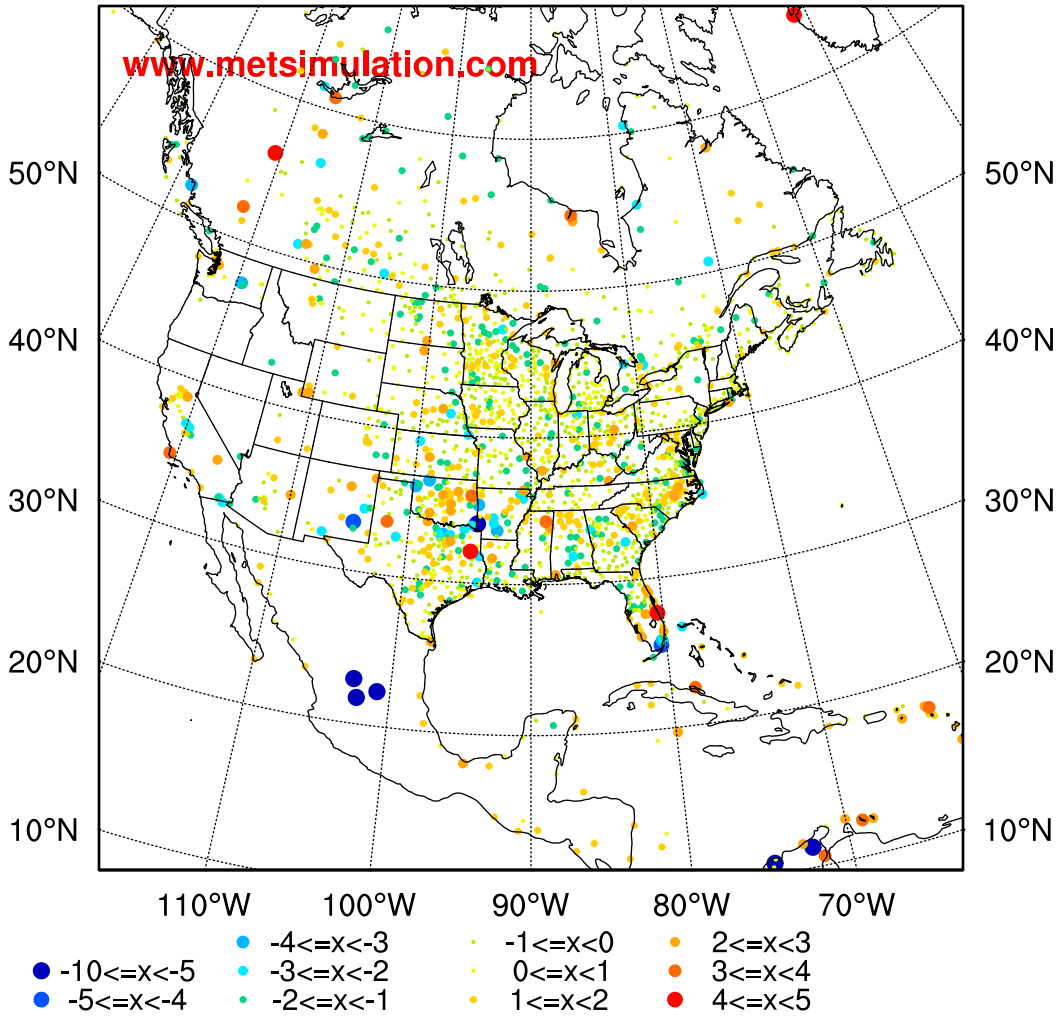 www.metsimulation.com
50°N 50°N
40°N 40°N
30°N 30°N
20°N 20°N
10°N 10°N
110°W 100°W 90°W 80°W 70°W
-4<=x<-3 -1<=x<0 2<=x<3
-10<=x<-5 -3<=x<-2 0<=x<1 3<=x<4
-5<=x<-4 -2<=x<-1 1<=x<2 4<=x<5